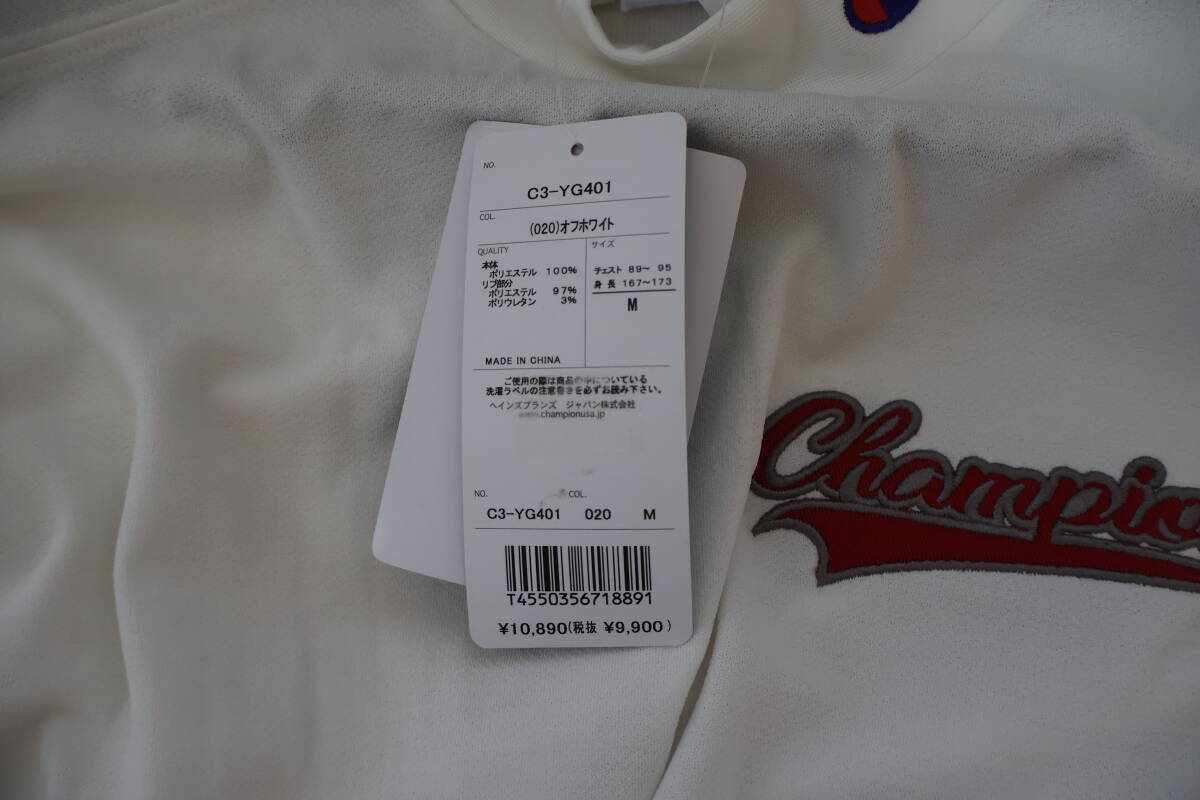 NO.
C3-YG401
COL.
(020)オフホワイト
QUALITY
サイズ
本体
ポリエステル 100%
リブ部分
ポリエステル 97%
ポリウレタン 3%
チェスト 89〜 95
身長 167〜173
M
MADE IN CHINA
ご使用の際は商品の中についている
洗濯ラベルの注意書きを必ずお読み下さい。
ヘインズブランズ ジャパン株式会社
www.championusa.jp
NO.
COL.
C3-YG401 020 M
T4550356718891
¥10,890(税抜 ¥9,900)
Champio